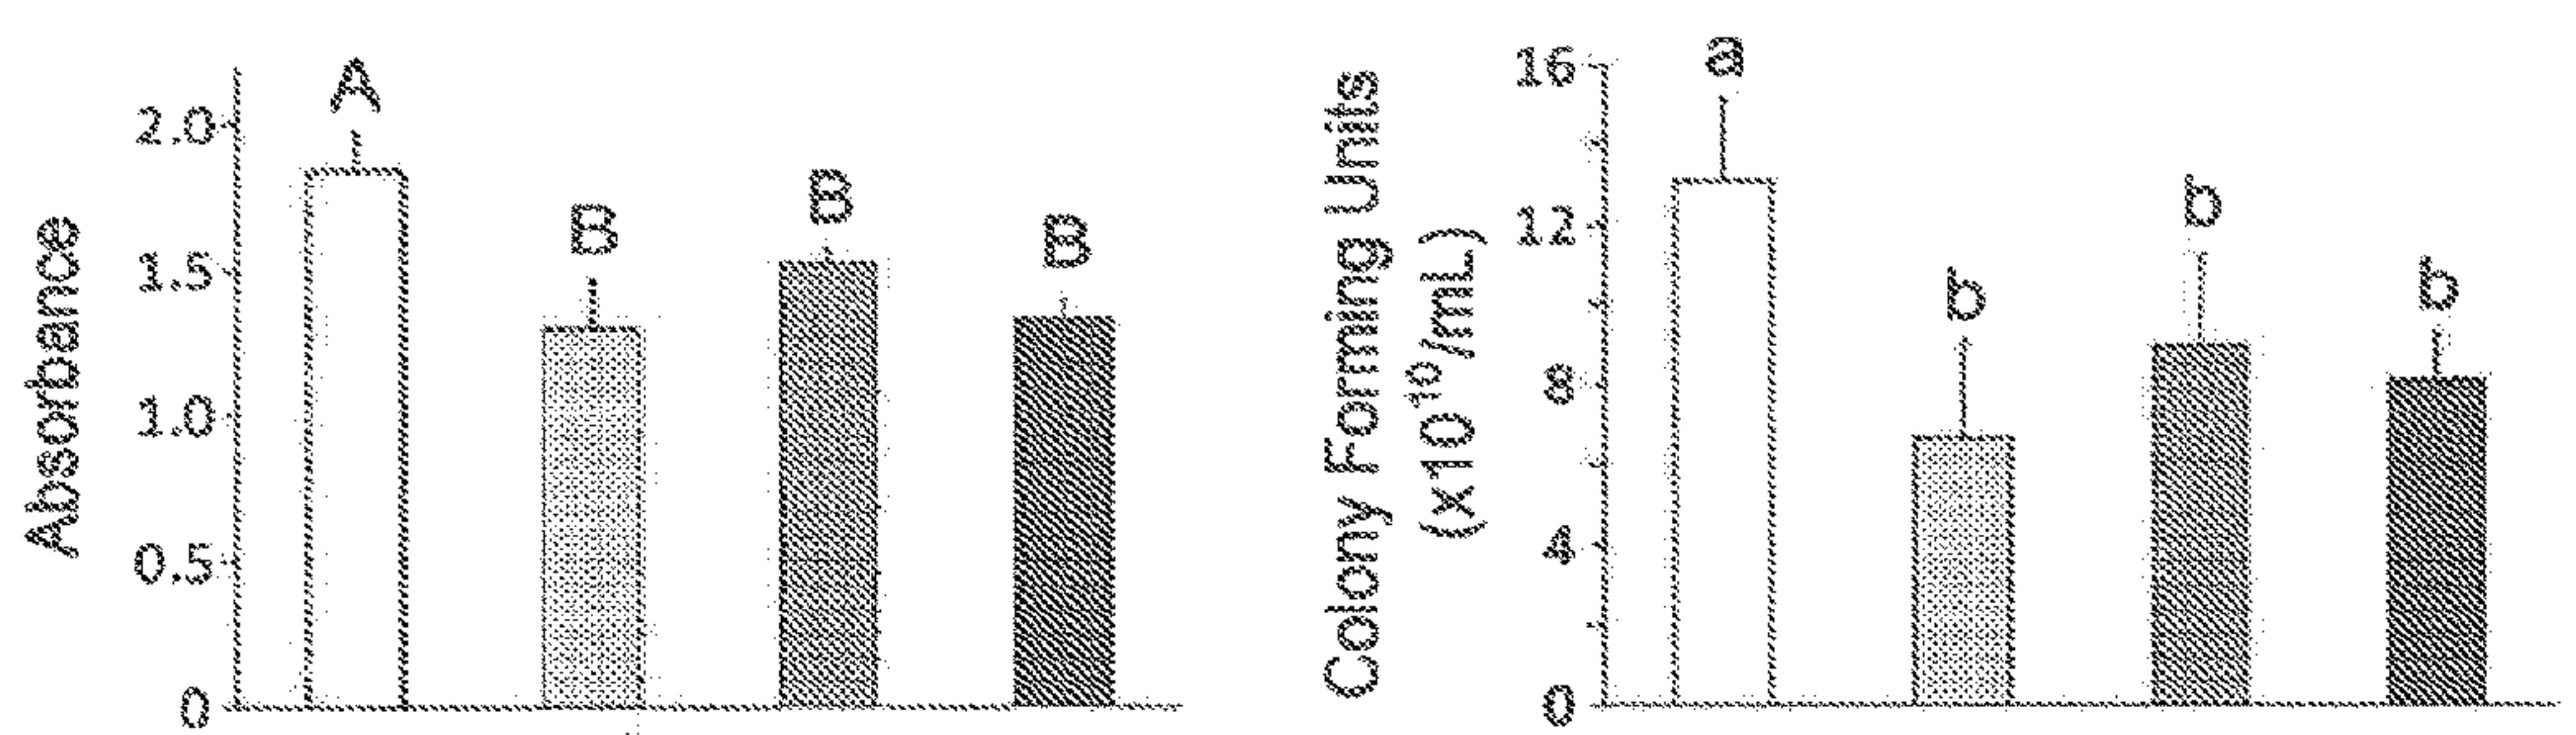 Absorbance
2.0
1.5
1.0
0.5
0
A
B
B
B
Colony Forming Units
(x10¹⁰/mL)
16
12
8
4
0
a
b
b
b